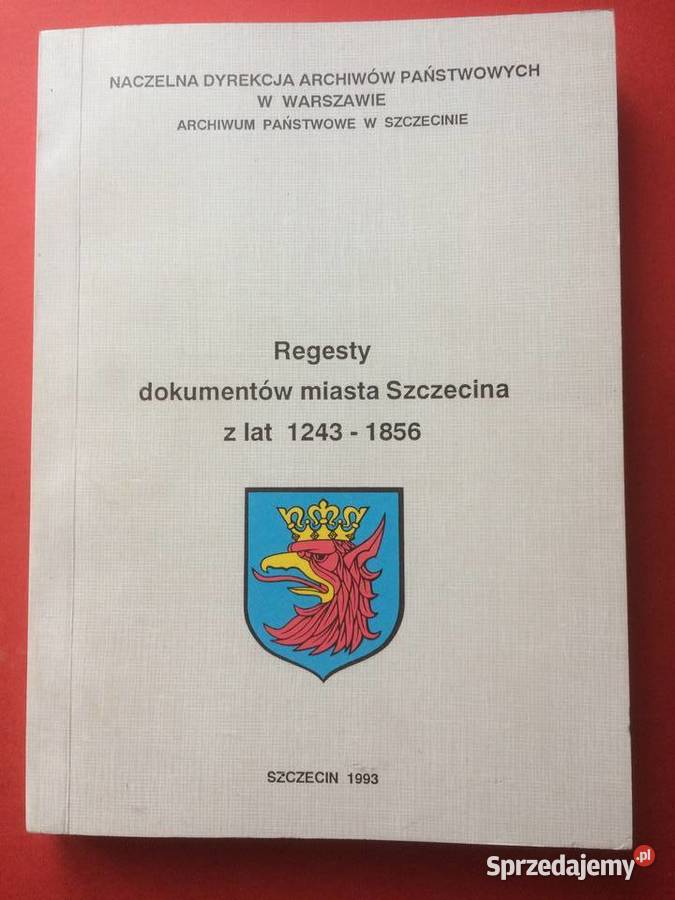 NACZELNA DYREKCJA ARCHIWÓW PAŃSTWOWYCH
W WARSZAWIE
ARCHIWUM PAŃSTWOWE W SZCZECINIE
Regesty
dokumentów miasta Szczecina
z lat 1243 - 1856
SZCZECIN 1993
Sprzedajemy.pl